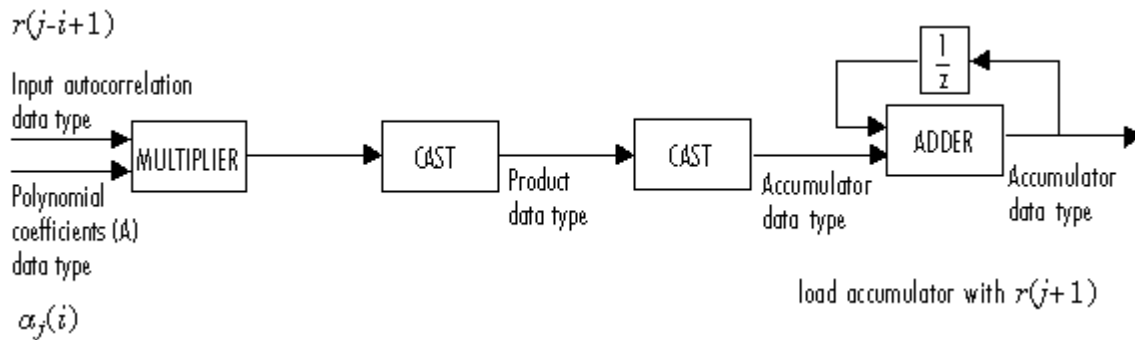 r(j-i+1)
Input autocorrelation
data type
MULTIPLIER
Polynomial
coefficients (A)
data type
αj(i)
CAST
Product
data type
CAST
Accumulator
data type
1
z
ADDER
Accumulator
data type
load accumulator with r(j+1)